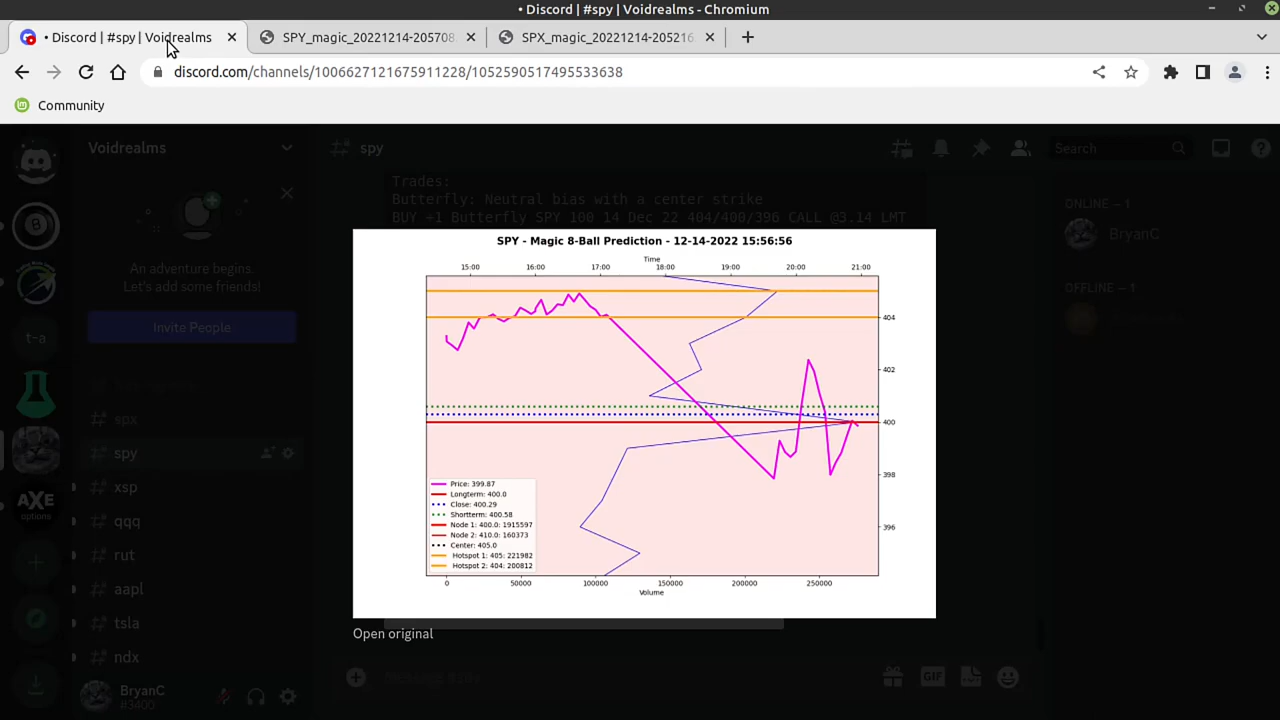 • Discord | #spy | Voidrealms - Chromium
• Discord | #spy | Voidrealms
SPY_magic_20221214-205708.
SPX_magic_20221214-205216.
discord.com/channels/1006627121675911228/1052590517495533638
Community
Voidrealms
spy
Search
An adventure begins.
Let's add some friends!
Invite People
spx
spy
xsp
qqq
rut
aapl
tsla
ndx
t-a
AXE
options
BryanC
#3400
Trades:
Butterfly: Neutral bias with a center strike
BUY +1 Butterfly SPY 100 14 Dec 22 404/400/396 CALL @3.14 LMT
SPY - Magic 8-Ball Prediction - 12-14-2022 15:56:56
Time
15:00 16:00 17:00 18:00 19:00 20:00 21:00
404
402
400
398
396
Price: 399.87
Longterm: 400.0
Close: 400.29
Shortterm: 400.58
Node 1: 400.0: 1915597
Node 2: 410.0: 160373
Center: 405.0
Hotspot 1: 405: 221982
Hotspot 2: 404: 200812
0 50000 100000 150000 200000 250000
Volume
Open original
GIF
ONLINE – 1
BryanC
OFFLINE – 1